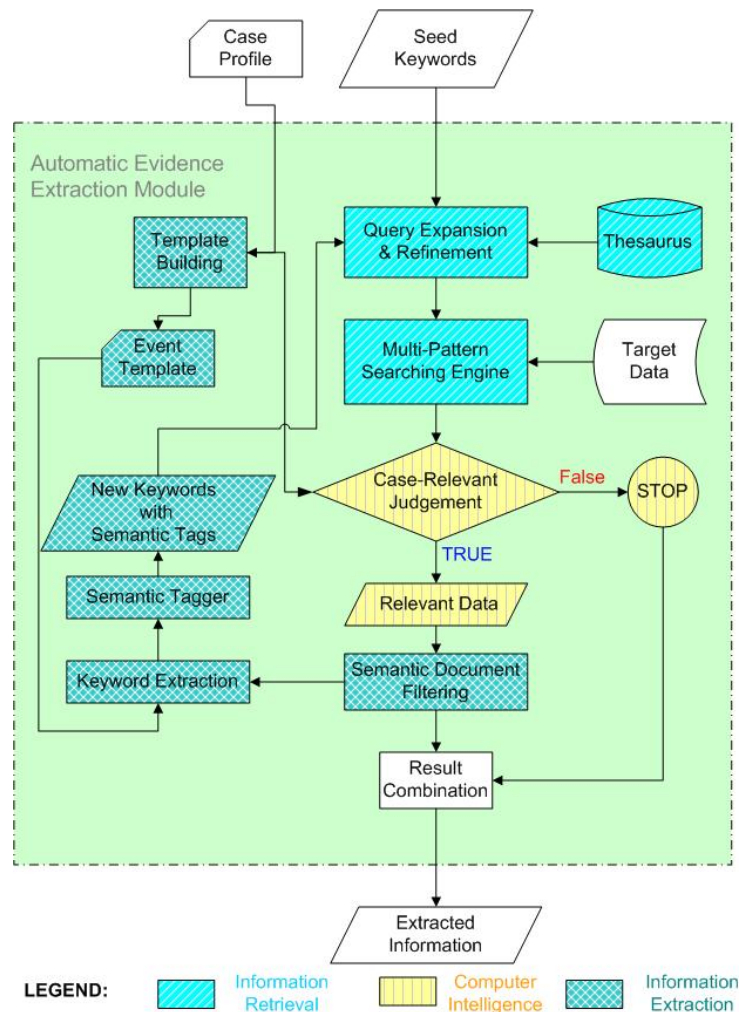 Case
Profile
Seed
Keywords
Automatic Evidence
Extraction Module
Template
Building
Query Expansion
& Refinement
Thesaurus
Event
Template
Multi-Pattern
Searching Engine
Target
Data
New Keywords
with
Semantic Tags
Case-Relevant
Judgement
False
STOP
TRUE
Semantic Tagger
Relevant Data
Keyword Extraction
Semantic Document
Filtering
Result
Combination
Extracted
Information
LEGEND:
Information
Retrieval
Computer
Intelligence
Information
Extraction